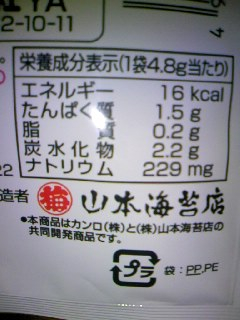 2-10-11
栄養成分表示(1袋4.8g当たり)
エネルギー 16 kcal
たんぱく質 1.5 g
脂質 0.2 g
炭水化物 2.2 g
ナトリウム 229 mg
造者 山本海苔店
●本商品はカンロ(株)と(株)山本海苔店の
共同開発商品です。
プラ 袋:PP,PE